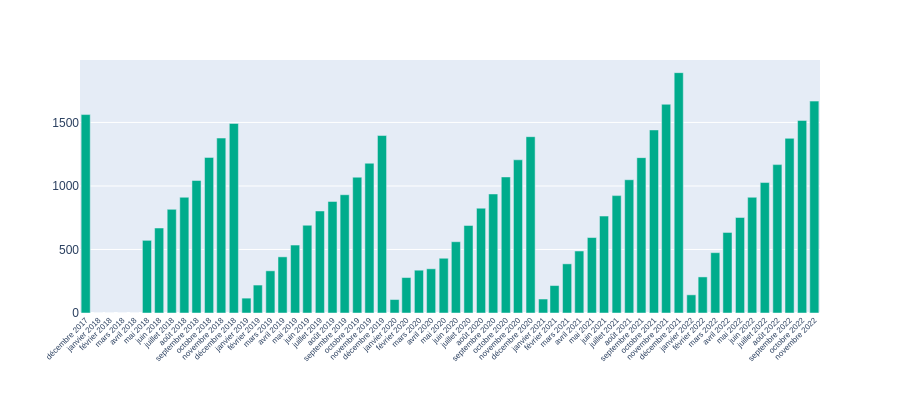 1500
1000
500
0
décembre 2017
janvier 2018
février 2018
mars 2018
avril 2018
mai 2018
juin 2018
juillet 2018
août 2018
septembre 2018
octobre 2018
novembre 2018
décembre 2018
janvier 2019
février 2019
mars 2019
avril 2019
mai 2019
juin 2019
juillet 2019
août 2019
septembre 2019
octobre 2019
novembre 2019
décembre 2019
janvier 2020
février 2020
mars 2020
avril 2020
mai 2020
juin 2020
juillet 2020
août 2020
septembre 2020
octobre 2020
novembre 2020
décembre 2020
janvier 2021
février 2021
mars 2021
avril 2021
mai 2021
juin 2021
juillet 2021
août 2021
septembre 2021
octobre 2021
novembre 2021
décembre 2021
janvier 2022
février 2022
mars 2022
avril 2022
mai 2022
juin 2022
juillet 2022
août 2022
septembre 2022
octobre 2022
novembre 2022